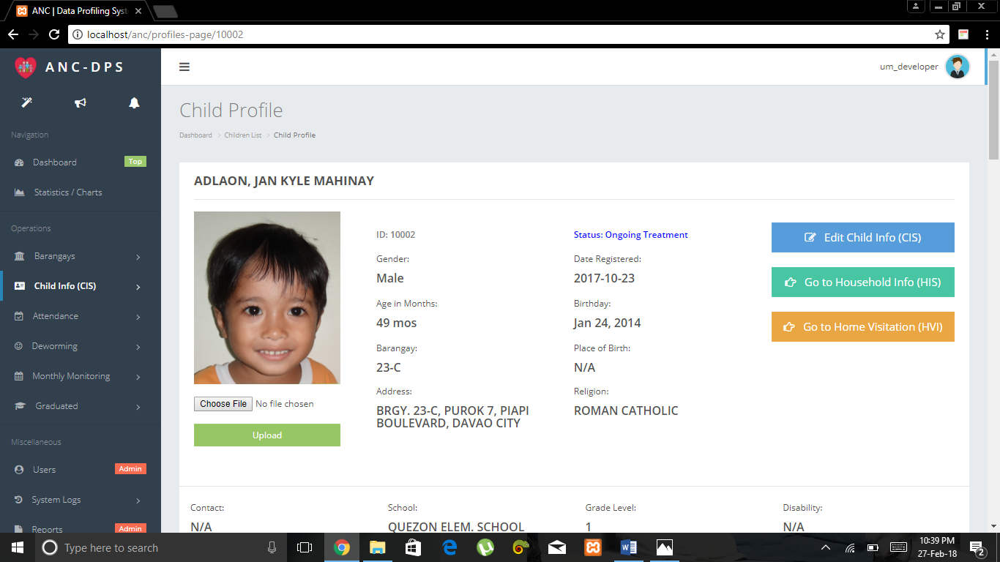 ANC | Data Profiling Syst
localhost/anc/profiles-page/10002
ANC-DPS
um_developer
Navigation
Dashboard Top
Statistics / Charts
Operations
Barangays
Child Info (CIS)
Attendance
Deworming
Monthly Monitoring
Graduated
Miscellaneous
Users Admin
System Logs
Reports Admin
Child Profile
Dashboard > Children List > Child Profile
ADLAON, JAN KYLE MAHINAY
Choose File No file chosen
Upload
ID: 10002
Gender:
Male
Age in Months:
49 mos
Barangay:
23-C
Address:
BRGY. 23-C, PUROK 7, PIAPI
BOULEVARD, DAVAO CITY
Status: Ongoing Treatment
Date Registered:
2017-10-23
Birthday:
Jan 24, 2014
Place of Birth:
N/A
Religion:
ROMAN CATHOLIC
Edit Child Info (CIS)
Go to Household Info (HIS)
Go to Home Visitation (HVI)
Contact:
N/A
School:
QUEZON ELEM. SCHOOL
Grade Level:
1
Disability:
N/A
Type here to search
10:39 PM
27-Feb-18
2